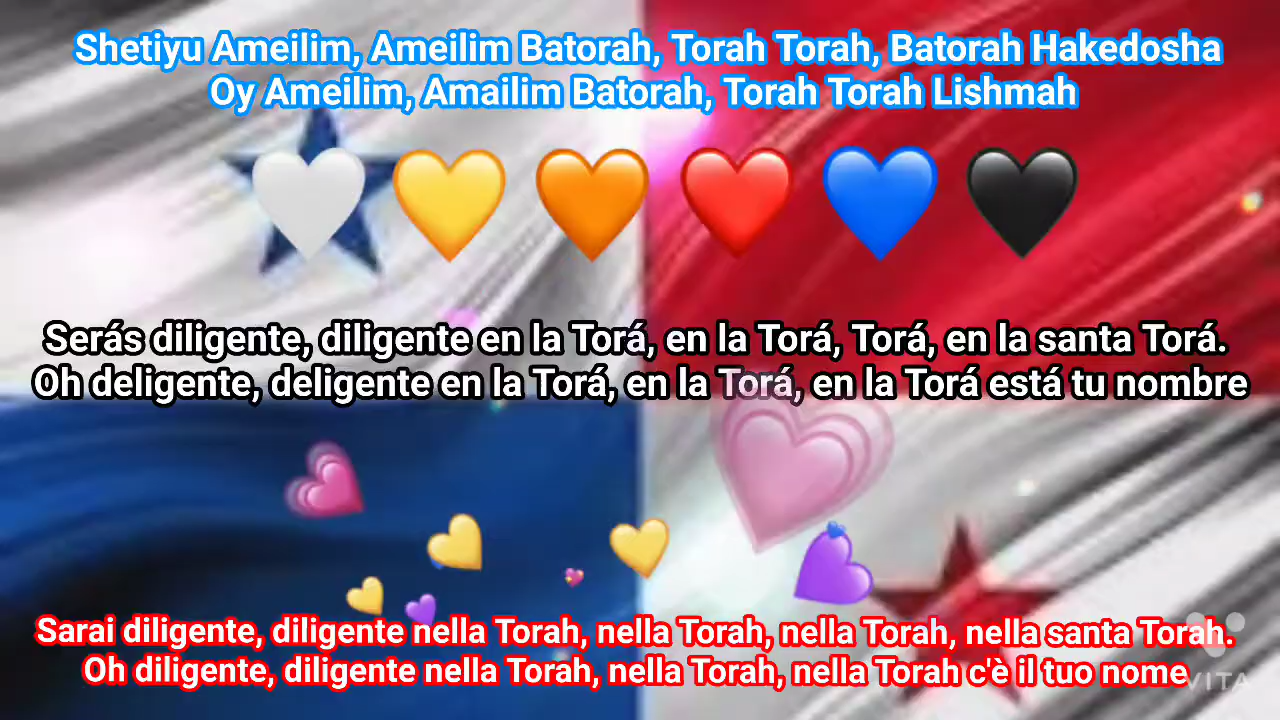 Shetiyu Ameilim, Ameilim Batorah, Torah Torah, Batorah Hakedosha
Oy Ameilim, Amailim Batorah, Torah Torah Lishmah
Serás diligente, diligente en la Torá, en la Torá, Torá, en la santa Torá.
Oh deligente, deligente en la Torá, en la Torá, en la Torá está tu nombre
Sarai diligente, diligente nella Torah, nella Torah, nella Torah, nella santa Torah.
Oh diligente, diligente nella Torah, nella Torah, nella Torah c'è il tuo nome
VITA